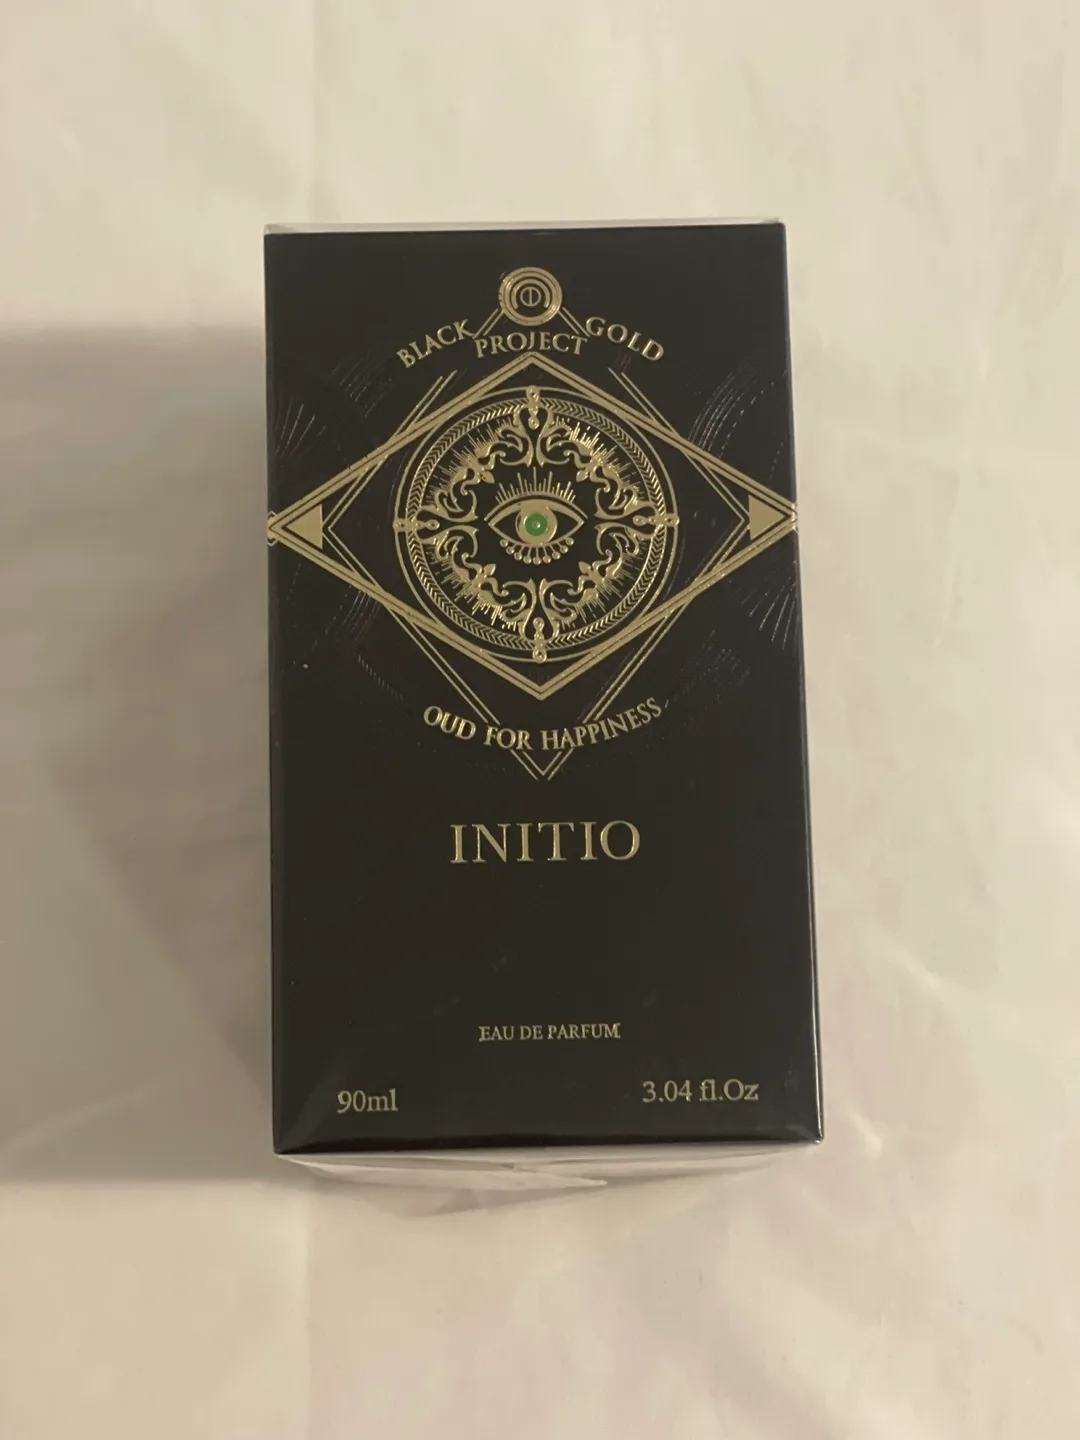 BLACK PROJECT GOLD
OUD FOR HAPPINESS
INITIO
EAU DE PARFUM
90ml
3.04 fl.Oz